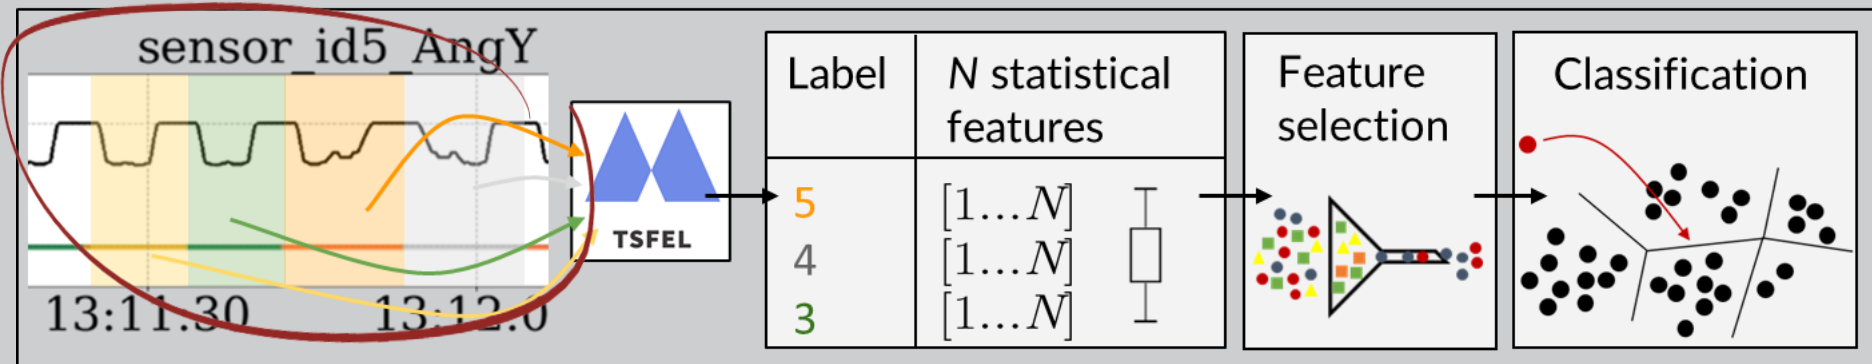 sensor_id5_AngY
13:11.30
13:12.0
TSFEL
Label
N statistical
features
5
[1...N]
4
[1...N]
3
[1...N]
Feature
selection
Classification